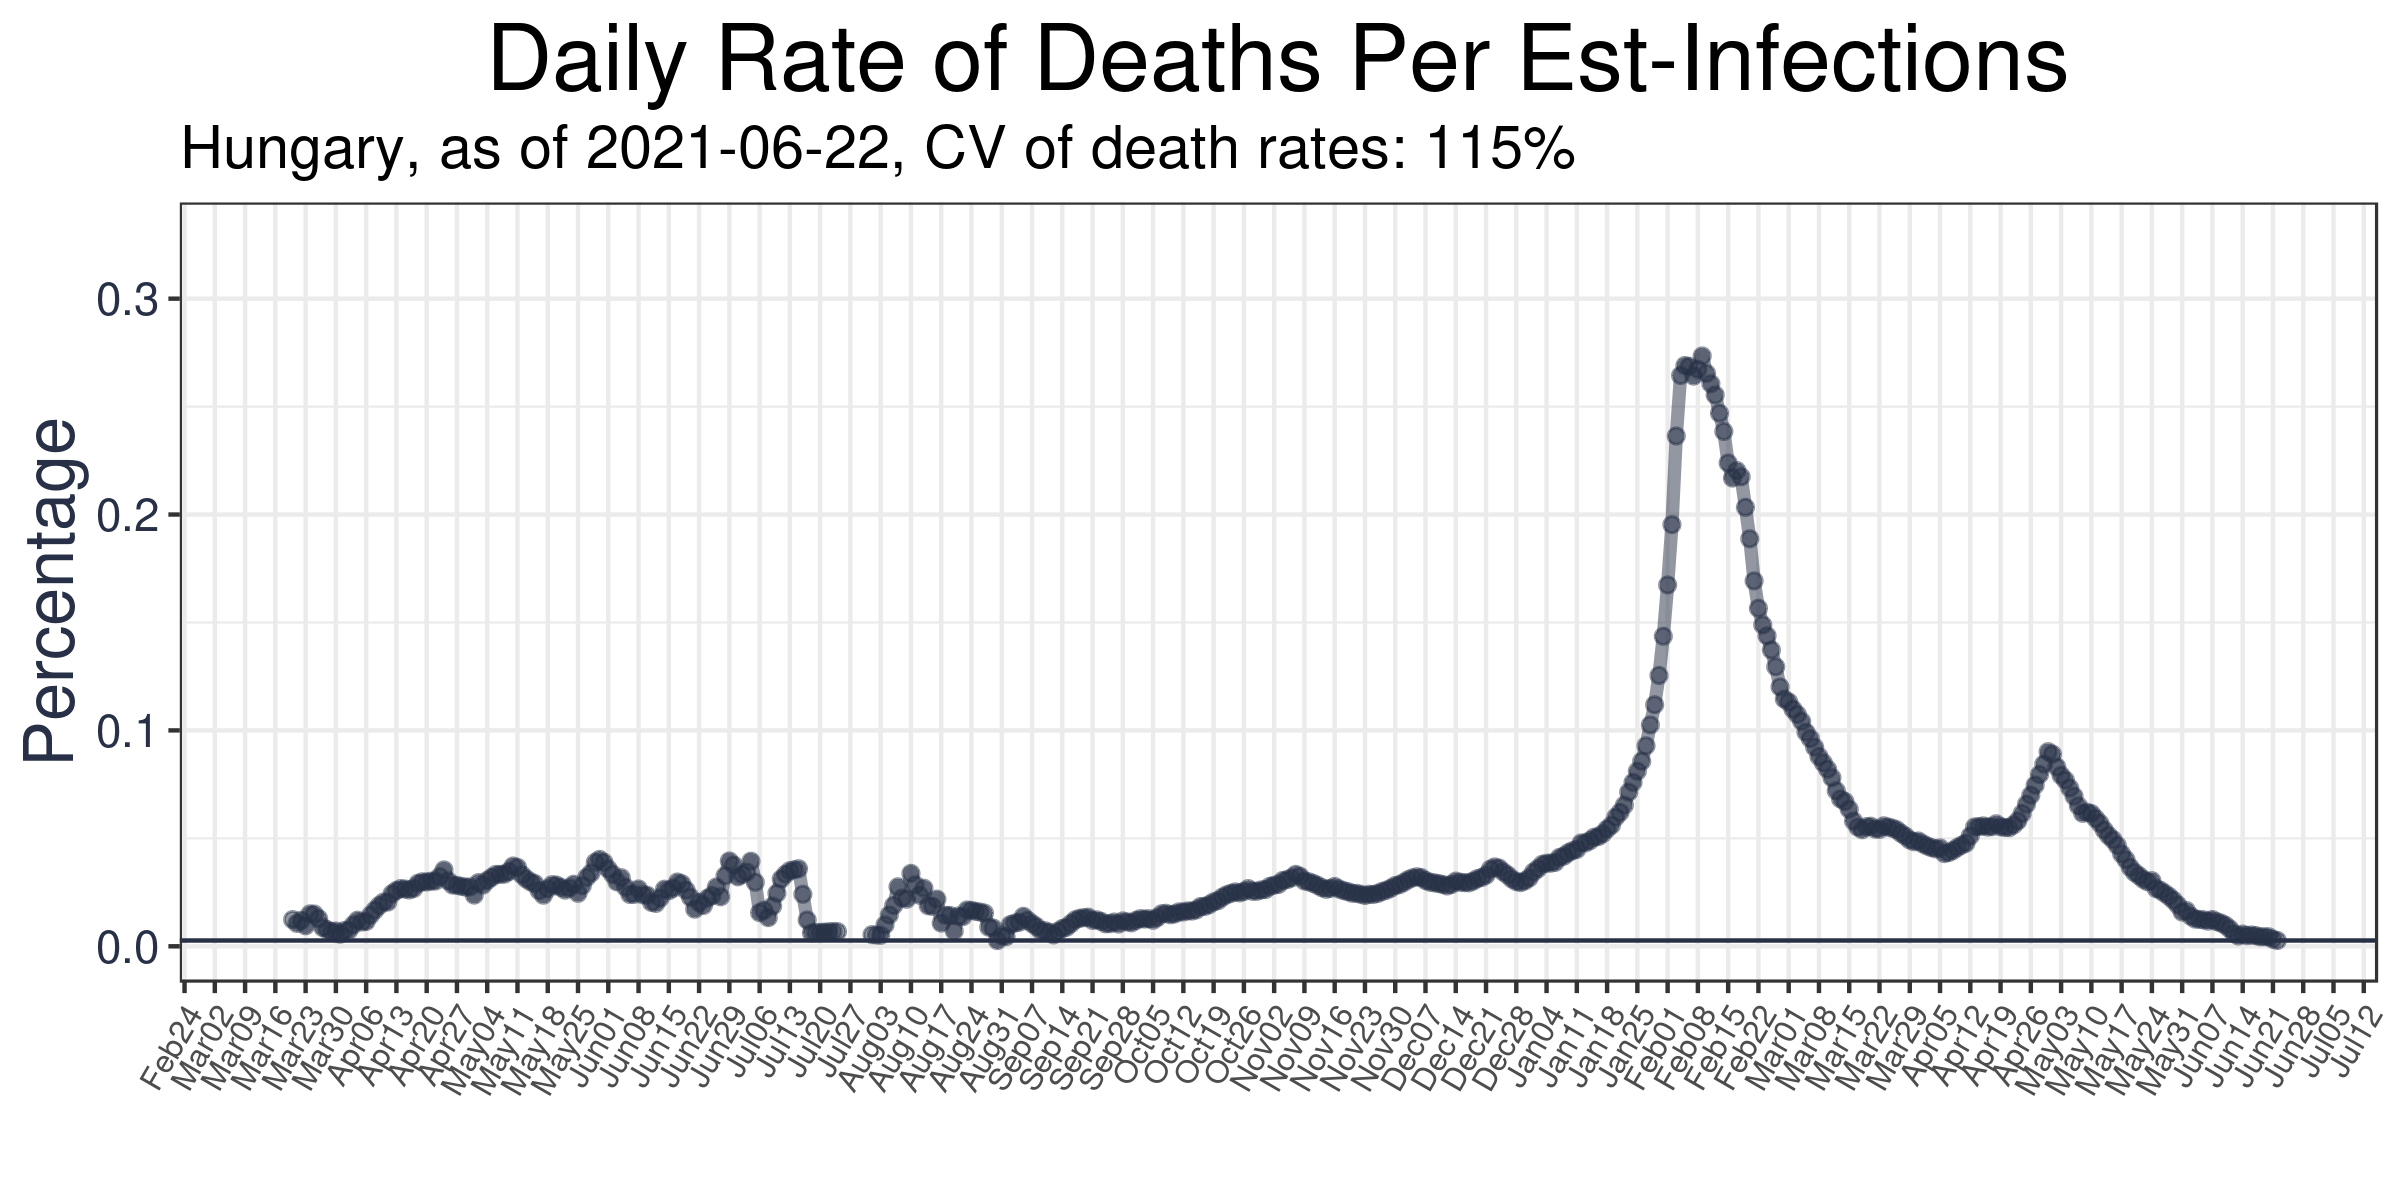 Daily Rate of Deaths Per Est-Infections
Hungary, as of 2021-06-22, CV of death rates: 115%
Percentage
0.3
0.2
0.1
0.0
Feb24
Mar02
Mar09
Mar16
Mar23
Mar30
Apr06
Apr13
Apr20
Apr27
May04
May11
May18
May25
Jun01
Jun08
Jun15
Jun22
Jun29
Jul06
Jul13
Jul20
Jul27
Aug03
Aug10
Aug17
Aug24
Aug31
Sep07
Sep14
Sep21
Sep28
Oct05
Oct12
Oct19
Oct26
Nov02
Nov09
Nov16
Nov23
Nov30
Dec07
Dec14
Dec21
Dec28
Jan04
Jan11
Jan18
Jan25
Feb01
Feb08
Feb15
Feb22
Mar01
Mar08
Mar15
Mar22
Mar29
Apr05
Apr12
Apr19
Apr26
May03
May10
May17
May24
May31
Jun07
Jun14
Jun21
Jun28
Jul05
Jul12